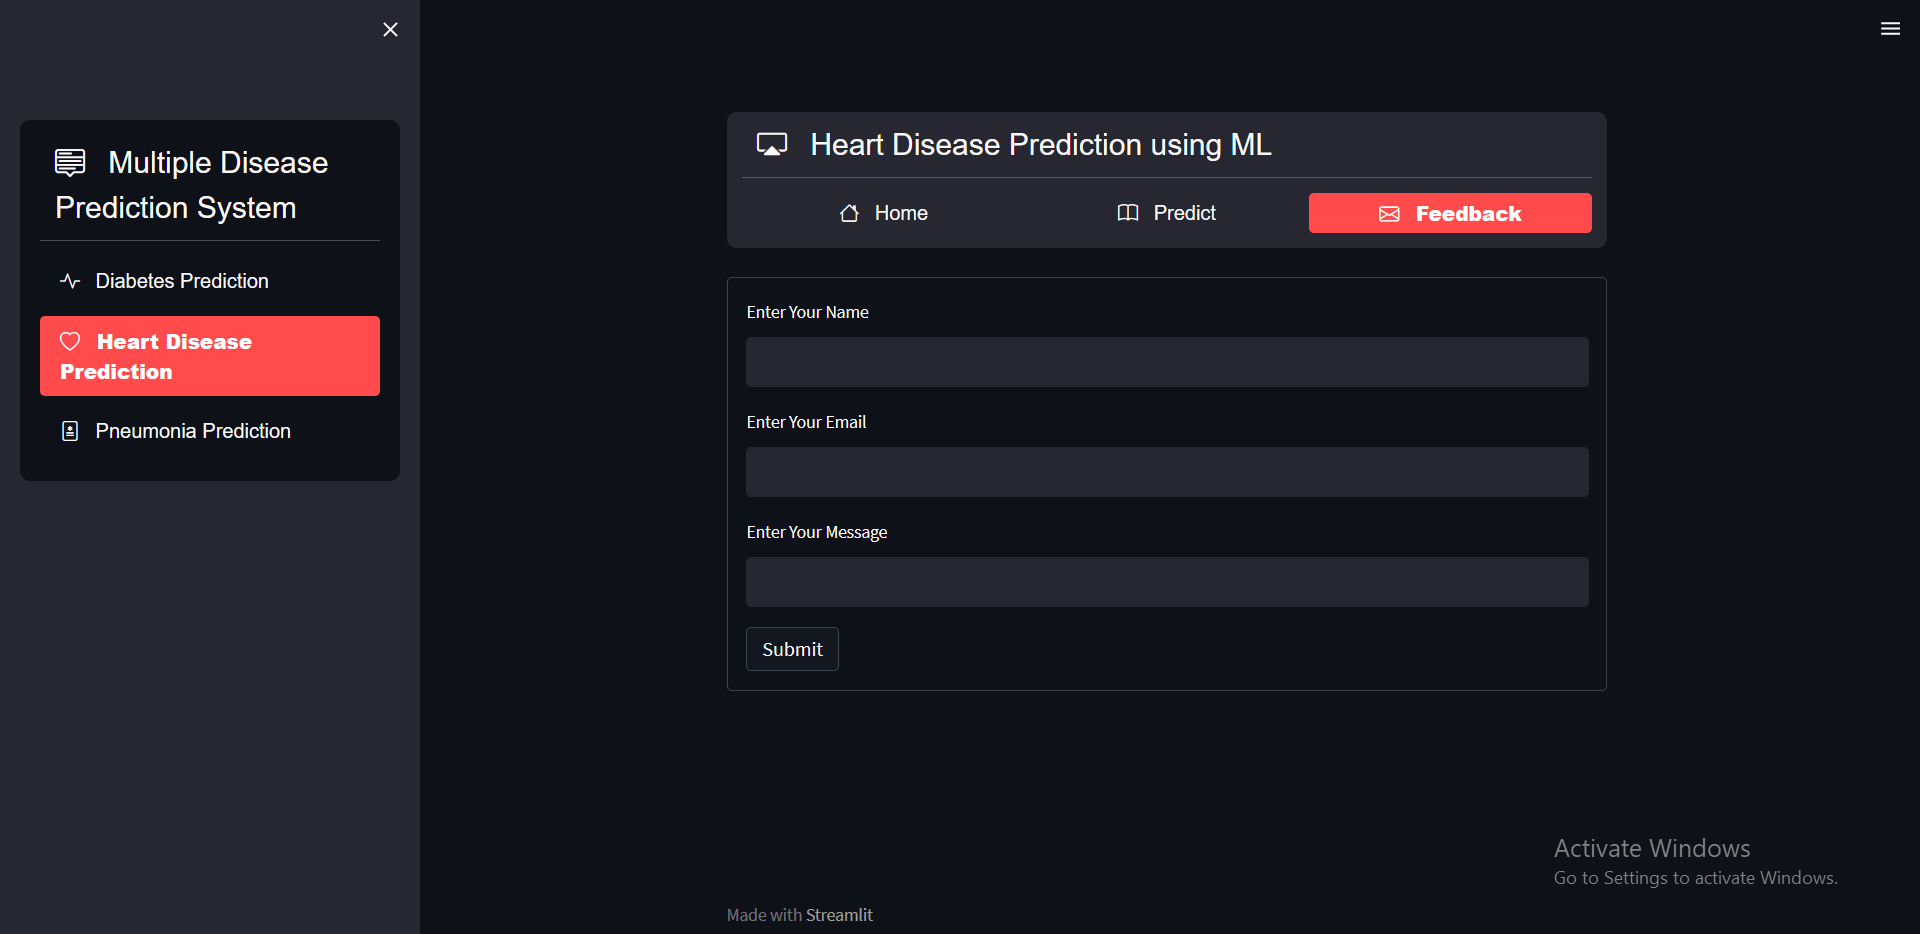 Multiple Disease
Prediction System
Diabetes Prediction
Heart Disease
Prediction
Pneumonia Prediction
Heart Disease Prediction using ML
Home
Predict
Feedback
Enter Your Name
Enter Your Email
Enter Your Message
Submit
Activate Windows
Go to Settings to activate Windows.
Made with Streamlit